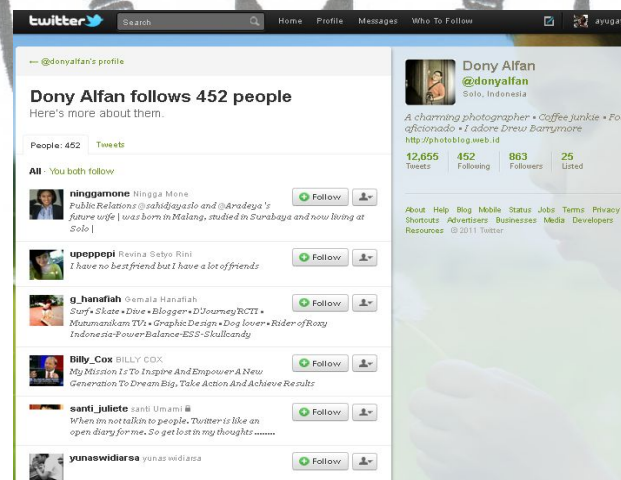 twitter
Search
Home Profile Messages Who To Follow
← @donyalfan's profile
Dony Alfan follows 452 people
Here's more about them.
People: 452 Tweets
All · You both follow
ninggamone Ningga Mone
Public Relations @sahidjayaslo and @Aradeya 's
future wife | was born in Malang, studied in Surabaya and now living at
Solo |
Follow
upeppepi Revina Setyo Rini
I have no bestfriend but I have a lot of friends
Follow
g_hanafiah Gemala Hanafiah
Surf • Skate • Dive • Blogger • D'Journey RCTI •
Mutumanikam TV1 • Graphic Design • Dog lover • Rider of Roxy
Indonesia-Power Balance-ESS-Skullcandy
Follow
Billy_Cox BILLY COX
My Mission Is To Inspire And Empower A New
Generation To Dream Big, Take Action And Achieve Results
Follow
santi_juliete santi Umami
When im not talkin to people. Twitter is like an
open diary for me. So get lost in my thoughts ........
Follow
yunaswidiarsa yunas widiarsa
Follow
Dony Alfan
@donyalfan
Solo, Indonesia
A charming photographer • Coffee junkie •
aficionado • I adore Drew Barrymore
http://photoblog.web.id
12,655 452 863 25
Tweets Following Followers Listed
About Help Blog Mobile Status Jobs Terms Privacy
Shortcuts Advertisers Businesses Media Developers
Resources © 2011 Twitter